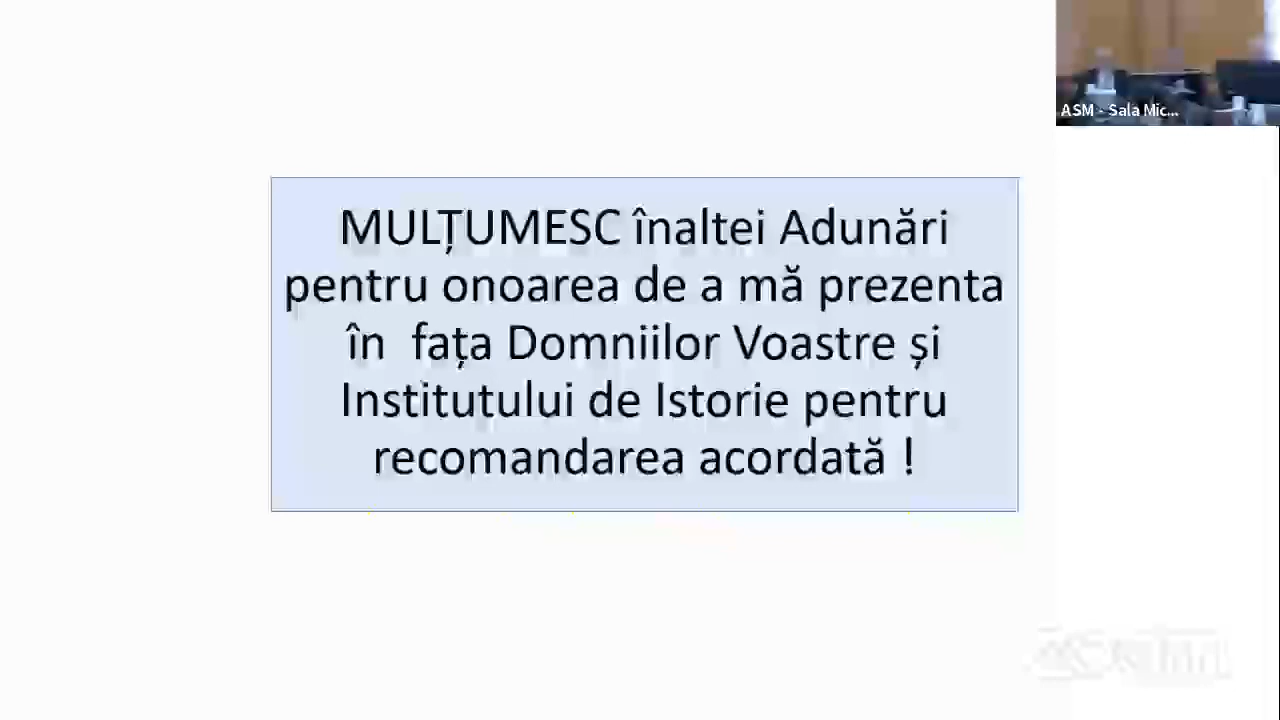 ASM - Sala Mic...
MULȚUMESC înaltei Adunări
pentru onoarea de a mă prezenta
în fața Domniilor Voastre și
Institutului de Istorie pentru
recomandarea acordată !